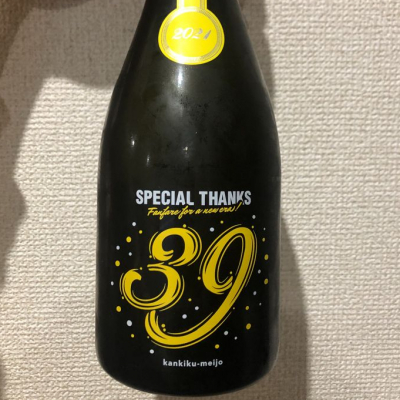 2021
SPECIAL THANKS
Fanfare for a new era!
39
kankiku-meijo